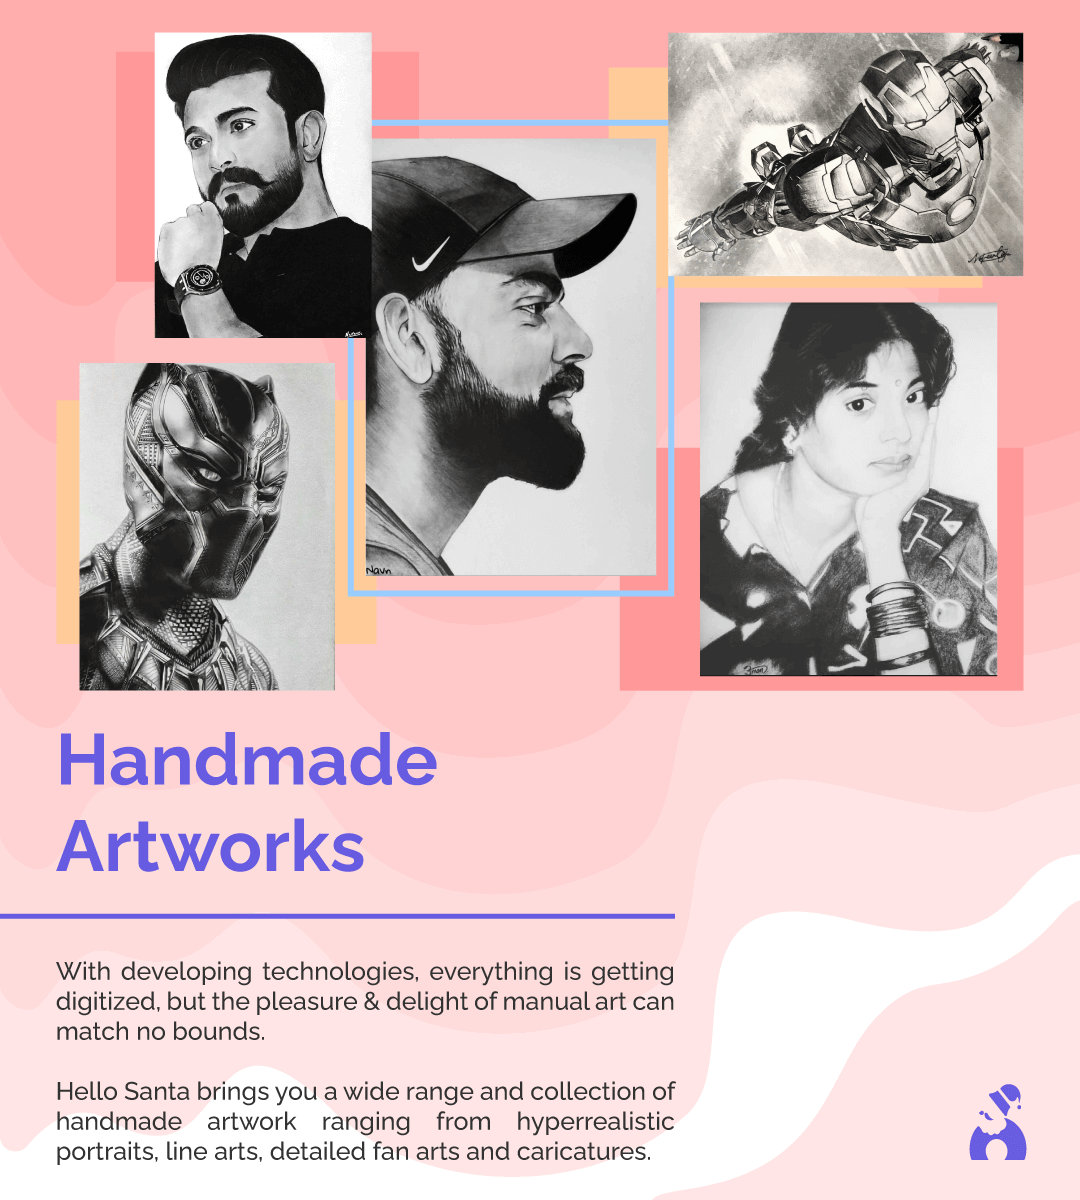 Navn
Handmade
Artworks
With developing technologies, everything is getting
digitized, but the pleasure & delight of manual art can
match no bounds.
Hello Santa brings you a wide range and collection of
handmade artwork ranging from hyperrealistic
portraits, line arts, detailed fan arts and caricatures.